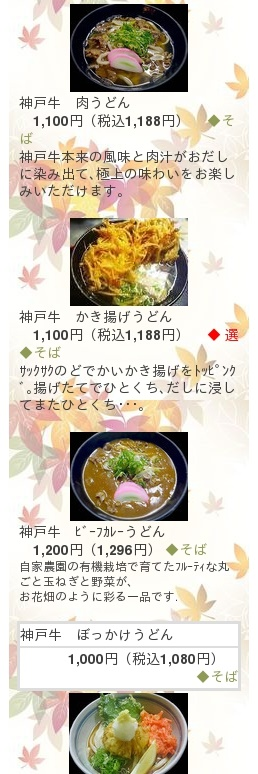 神戸牛　肉うどん
1,100円（税込1,188円）　◆そ
ば
神戸牛本来の風味と肉汁がおだし
に染み出て､極上の味わいをお楽し
みいただけます。
神戸牛　かき揚げうどん
1,100円（税込1,188円）　◆ 選
◆そば
ｻｯｸｻｸのどでかいかき揚げをﾄｯﾋﾟﾝｸ
ﾞ｡揚げたてでひとくち､だしに浸し
てまたひとくち･･･。
神戸牛　ﾋﾞｰﾌｶﾚｰうどん
1,200円（1,296円） ◆そば
自家農園の有機栽培で育てたﾌﾙｰﾃｨな丸
ごと玉ねぎと野菜が、
お花畑のように彩る一品です.
神戸牛　ぼっかけうどん
1,000円（税込1,080円）
◆そば